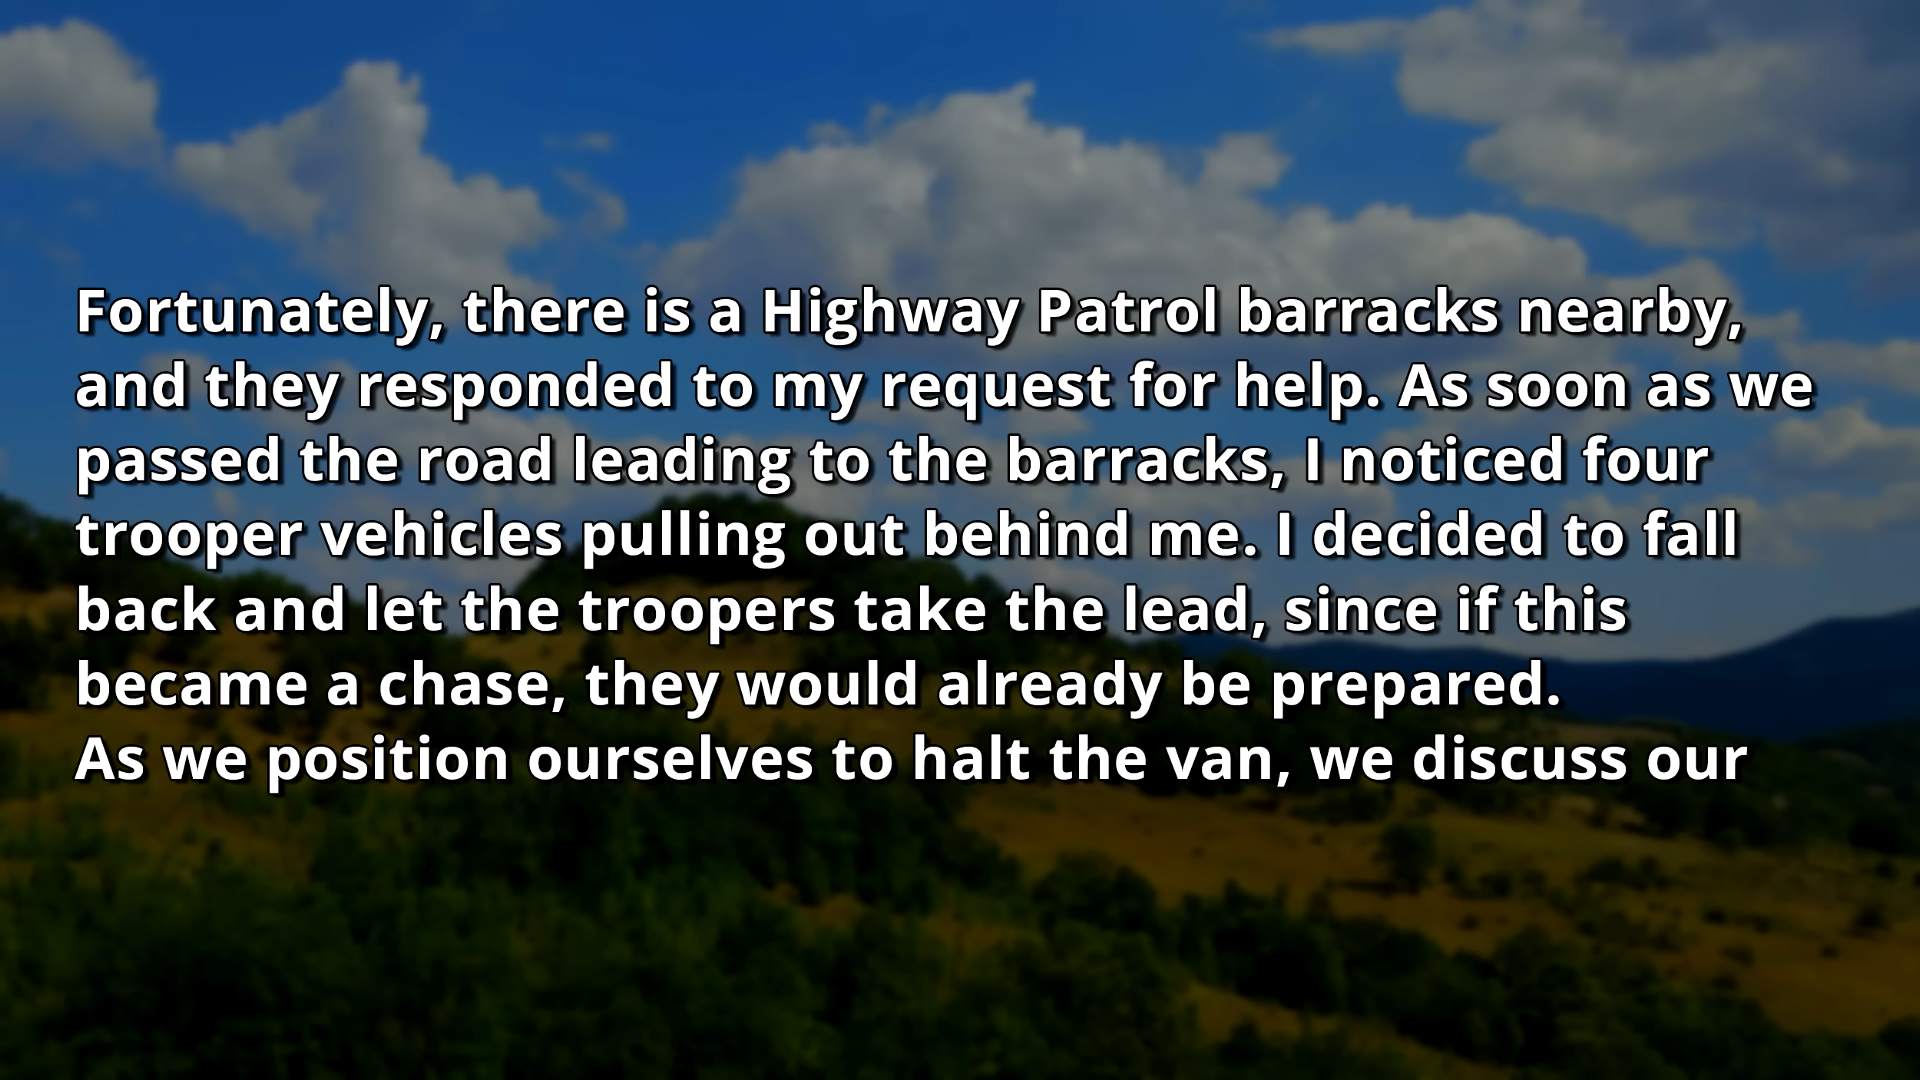 Fortunately, there is a Highway Patrol barracks nearby,
and they responded to my request for help. As soon as we
passed the road leading to the barracks, I noticed four
trooper vehicles pulling out behind me. I decided to fall
back and let the troopers take the lead, since if this
became a chase, they would already be prepared.
As we position ourselves to halt the van, we discuss our